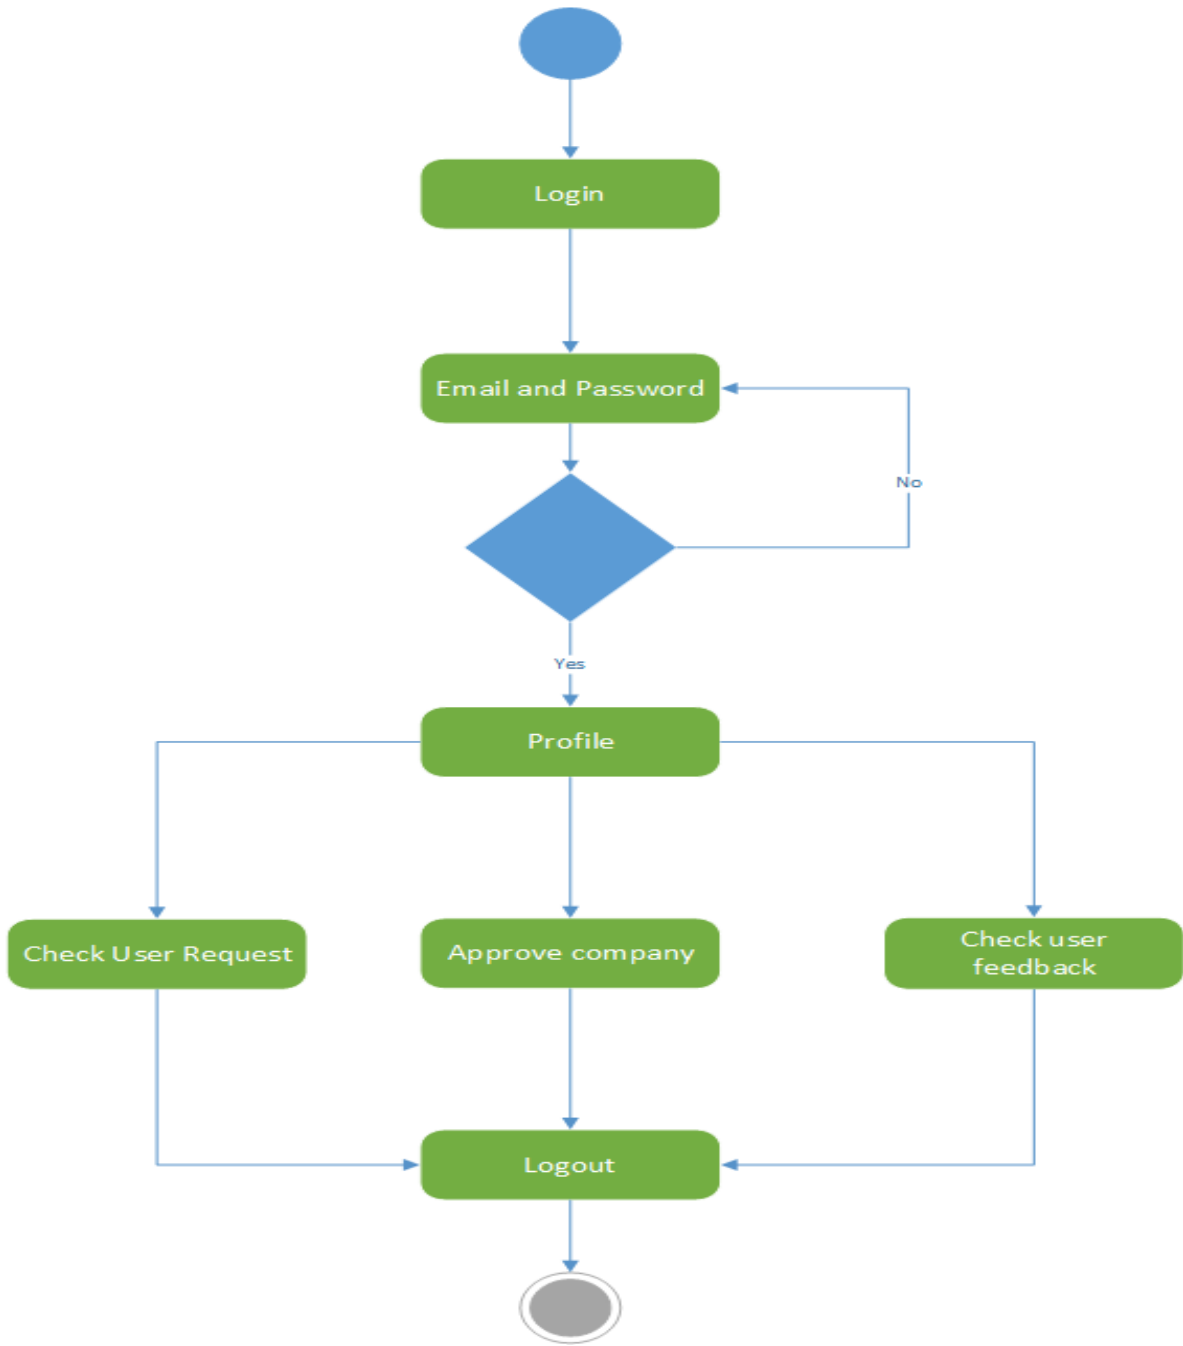 Login
Email and Password
No
Yes
Profile
Check User Request
Approve company
Check user
feedback
Logout